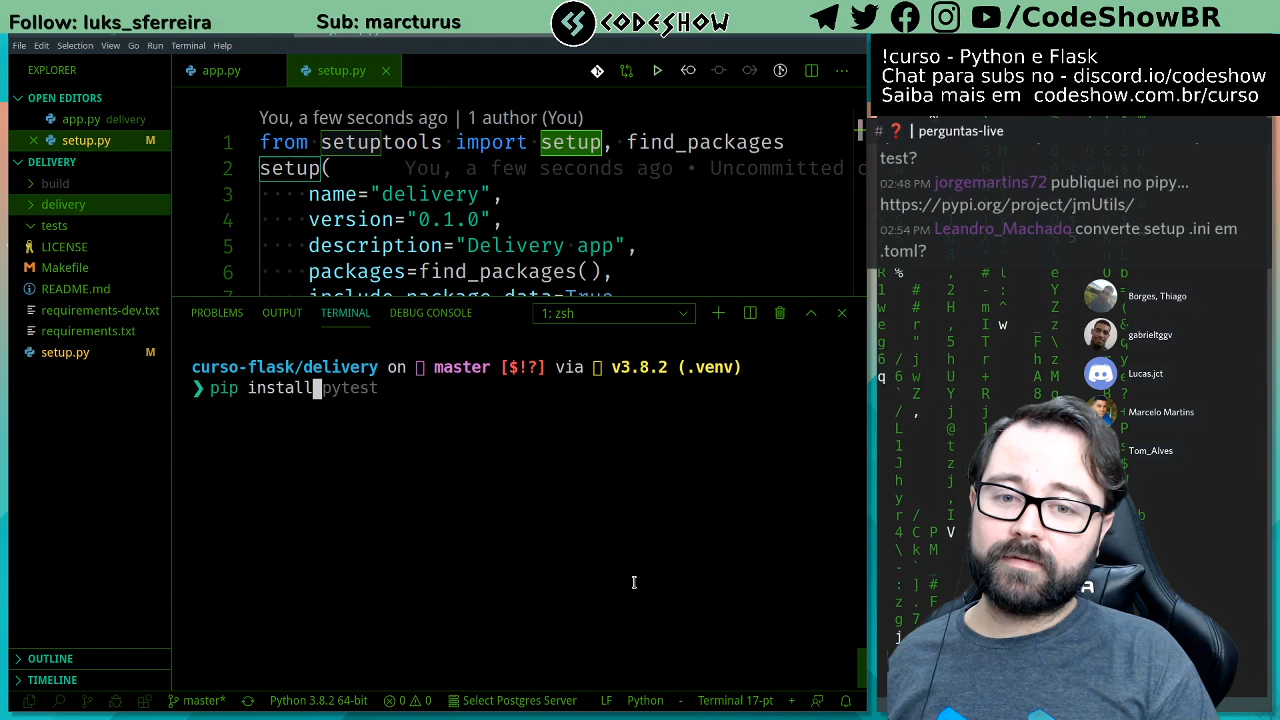 Follow: luks_sferreira
Sub: marcturus
CODESHOW
/CodeShowBR
File Edit Selection View Go Run Terminal Help
EXPLORER
OPEN EDITORS
app.py delivery
setup.py M
DELIVERY
build
delivery
tests
LICENSE
Makefile
README.md M
requirements-dev.txt
requirements.txt
setup.py M
OUTLINE
TIMELINE
app.py
setup.py
You, a few seconds ago | 1 author (You)
1 from setuptools import setup, find_packages
2 setup( You, a few seconds ago • Uncommitted c
3 name="delivery",
4 version="0.1.0",
5 description="Delivery app",
6 packages=find_packages(),
7 include_package_data=True
PROBLEMS OUTPUT TERMINAL DEBUG CONSOLE 1: zsh
curso-flask/delivery on master [$!?] via v3.8.2 (.venv)
❯ pip install pytest
master* Python 3.8.2 64-bit 0 0 Select Postgres Server LF Python - Terminal 17-pt +
!curso - Python e Flask
Chat para subs no - discord.io/codeshow
Saiba mais em codeshow.com.br/curso
# ❓ | perguntas-live
test?
02:48 PM jorgemartins72 publiquei no pipy...
https://pypi.org/project/jmUtils/
02:54 PM Leandro_Machado converte setup .ini em
.toml?
Borges, Thiago
gabrieltggv
Lucas.jct
Marcelo Martins
Tom_Alves